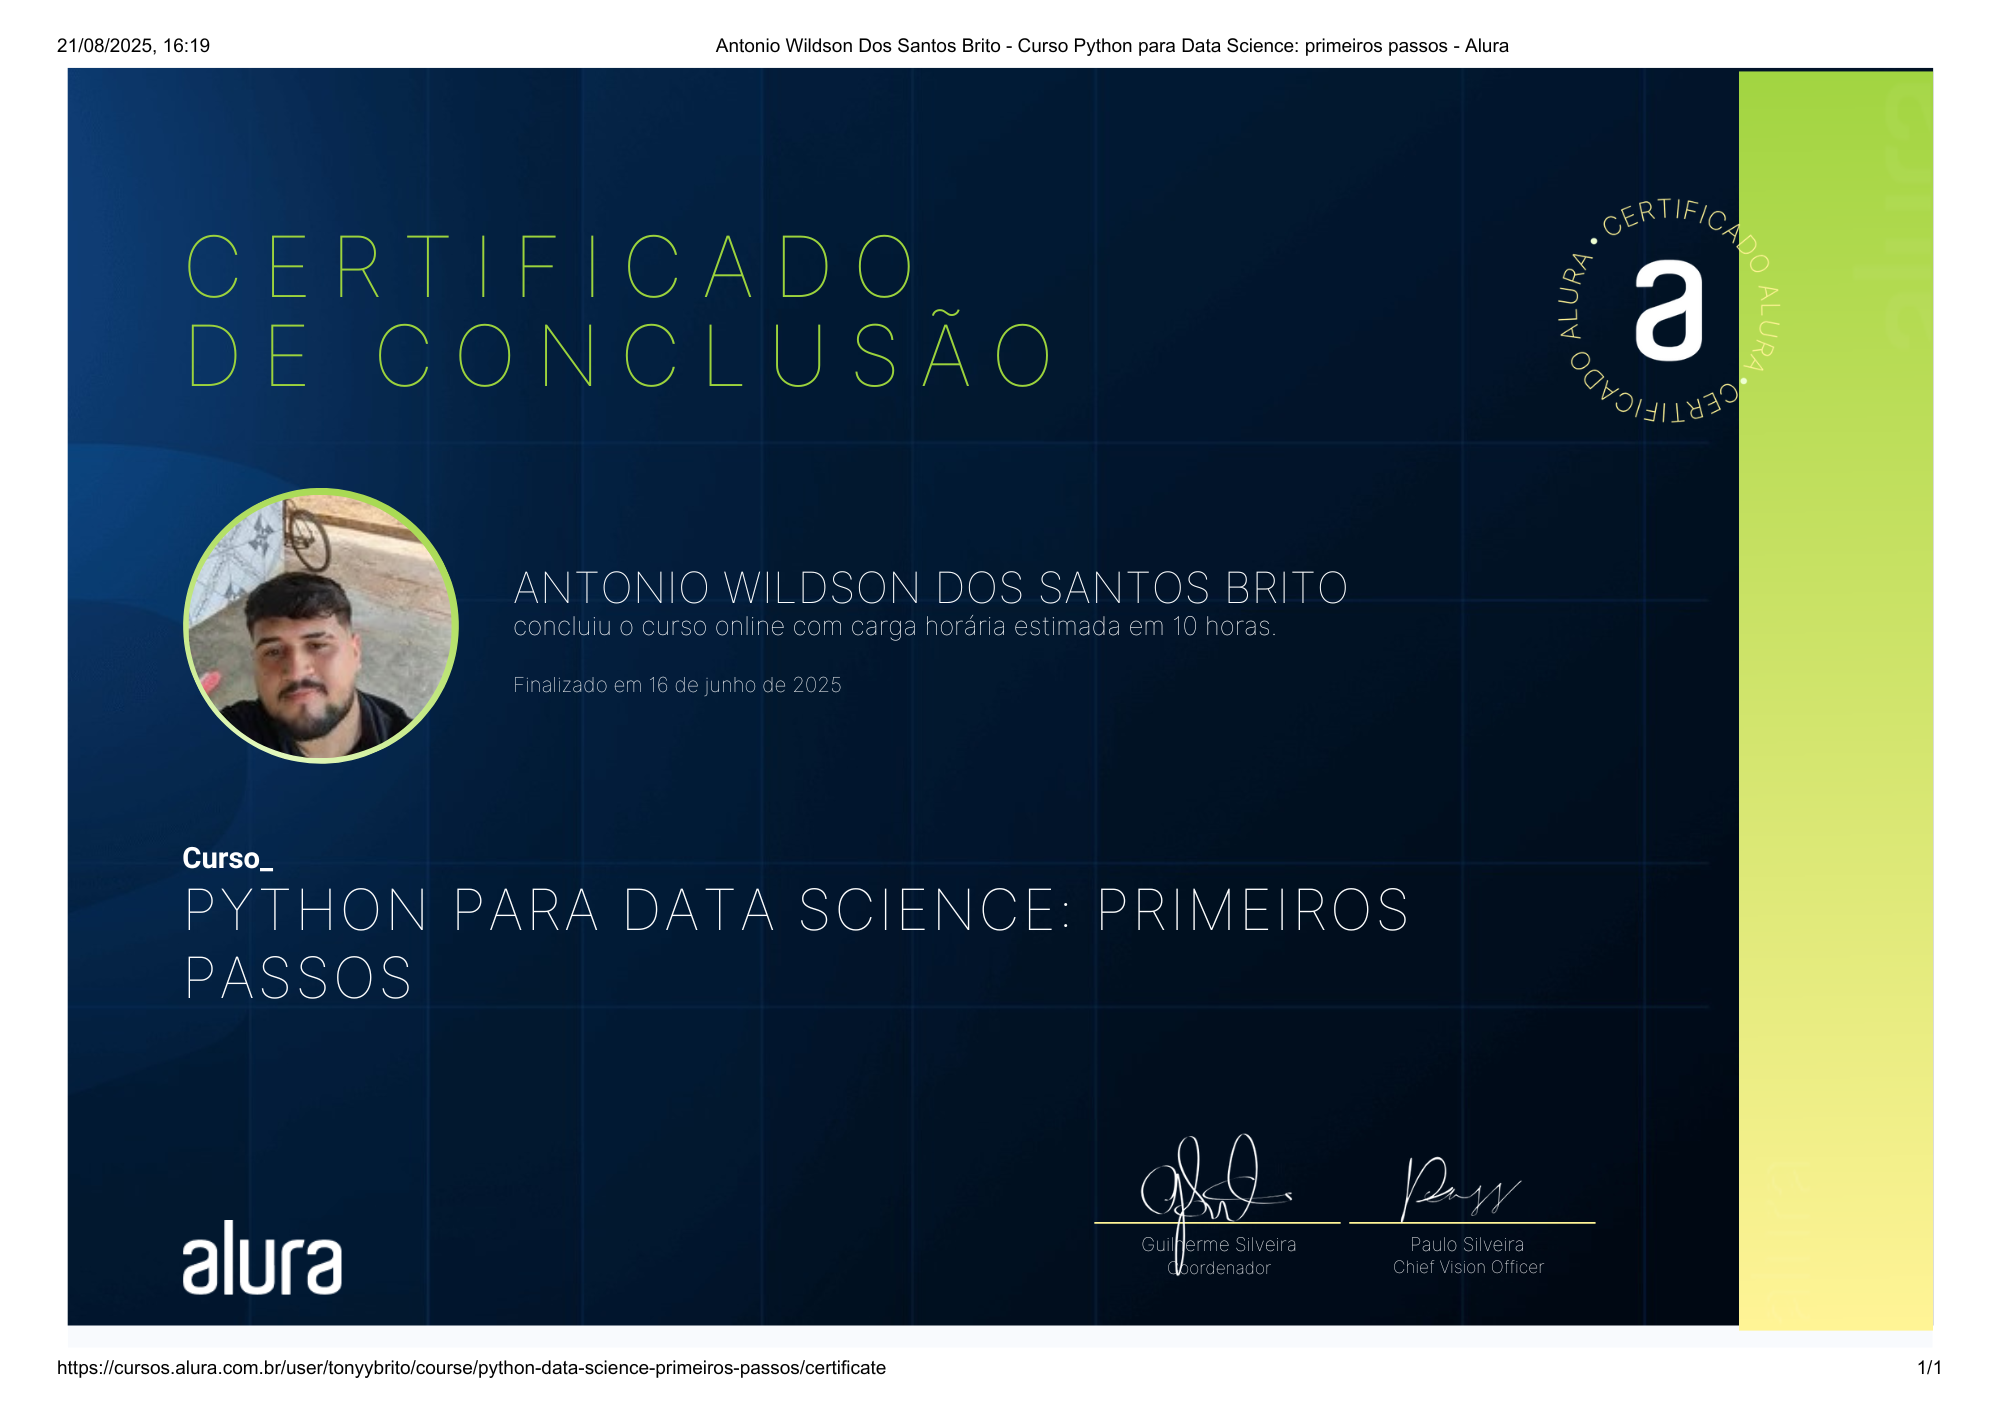 21/08/2025, 16:19
Antonio Wildson Dos Santos Brito - Curso Python para Data Science: primeiros passos - Alura
CERTIFICADO
DE CONCLUSÃO
CERTIFICADO ALURA • CERTIFICADO ALURA •
a
ANTONIO WILDSON DOS SANTOS BRITO
concluiu o curso online com carga horária estimada em 10 horas.
Finalizado em 16 de junho de 2025
Curso_
PYTHON PARA DATA SCIENCE: PRIMEIROS
PASSOS
alura
Guilherme Silveira
Coordenador
Paulo Silveira
Chief Vision Officer
https://cursos.alura.com.br/user/tonyybrito/course/python-data-science-primeiros-passos/certificate
1/1